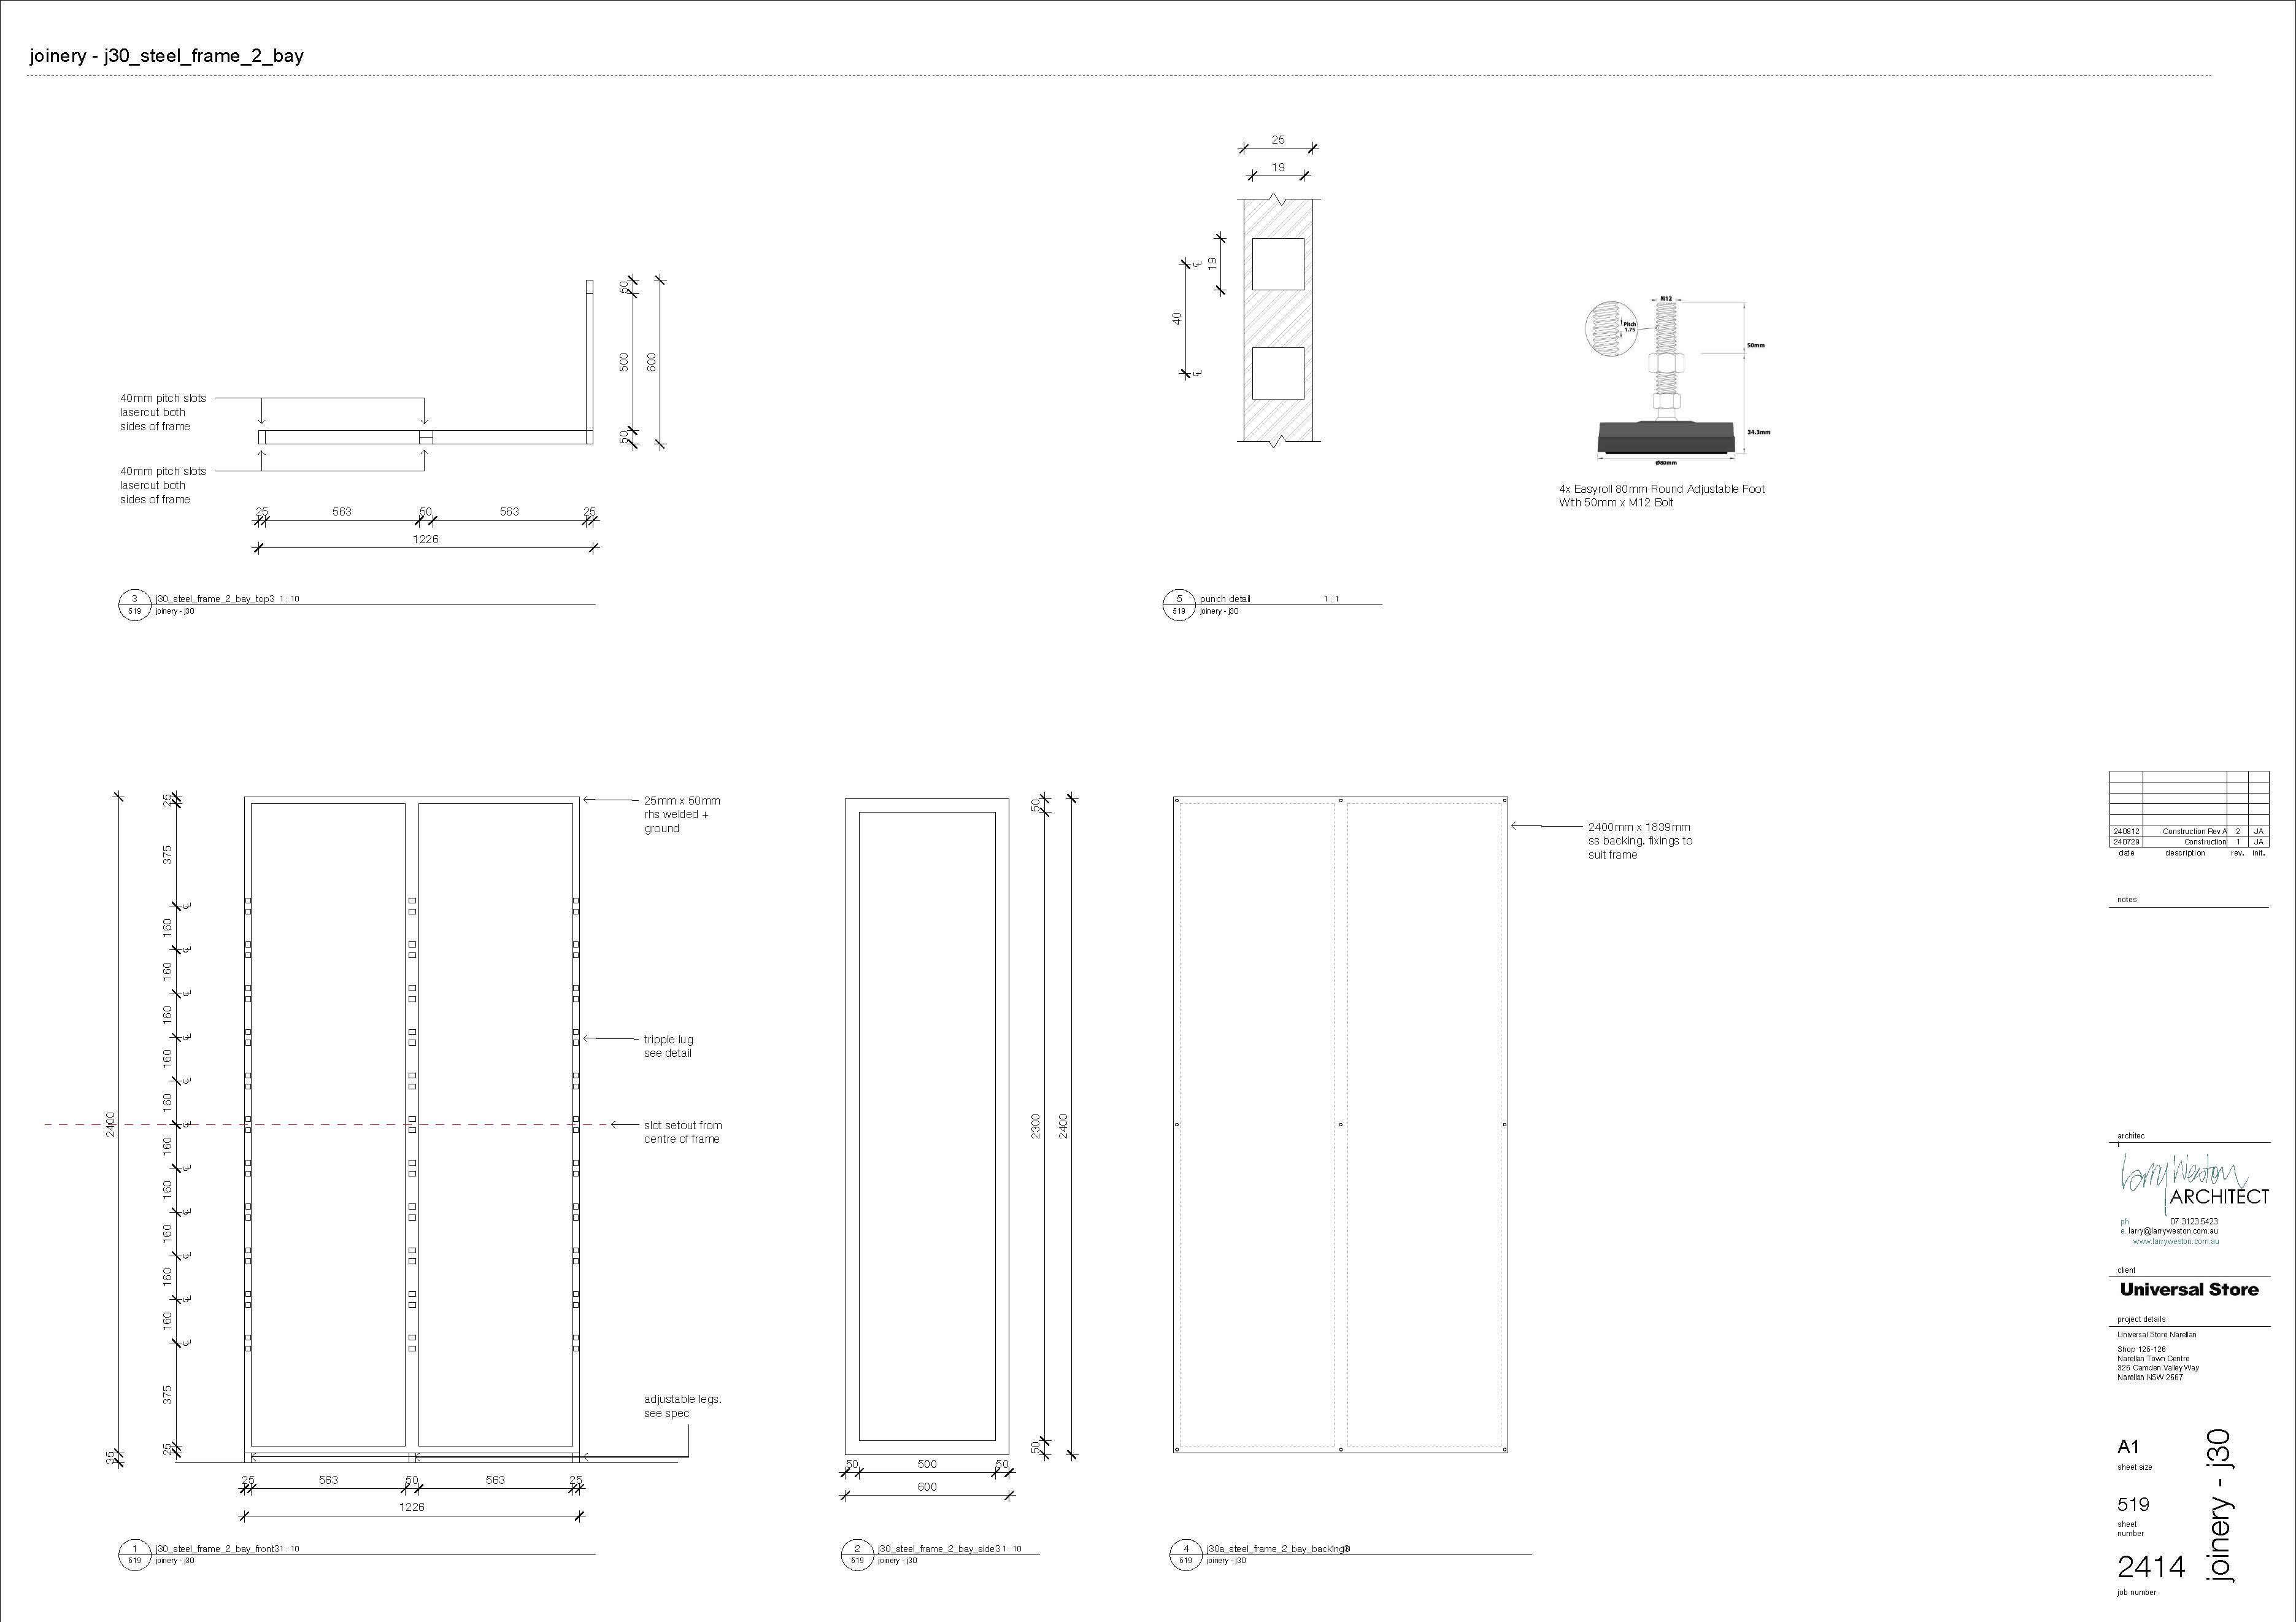 joinery - j30_steel_frame_2_bay
40mm pitch slots
lasercut both
sides of frame
40mm pitch slots
lasercut both
sides of frame
50
500
600
50
25
563
50
563
25
1226
3
519
j30_steel_frame_2_bay_top3 1 : 10
joinery - j30
25
19
19
40
5
519
punch detail 1 : 1
joinery - j30
M12
Pitch
1.75
50mm
34.3mm
Ø80mm
4x Easyroll 80mm Round Adjustable Foot
With 50mm x M12 Bolt
25
375
160
160
160
160
160
160
160
160
160
160
375
25
2400
35
25mm x 50mm
rhs welded +
ground
tripple lug
see detail
slot setout from
centre of frame
adjustable legs.
see spec
25
563
50
563
25
1226
1
519
j30_steel_frame_2_bay_front3 1 : 10
joinery - j30
50
2300
2400
50
50
500
50
600
2
519
j30_steel_frame_2_bay_side3 1 : 10
joinery - j30
2400mm x 1839mm
ss backing. fixings to
suit frame
4
519
j30a_steel_frame_2_bay_backing3
joinery - j30
240812 Construction Rev A 2 JA
240729 Construction 1 JA
date description rev. init.
notes
architec
t
Larry Weston
ARCHITECT
ph. 07 3123 5423
e. larry@larryweston.com.au
www.larryweston.com.au
client
Universal Store
project details
Universal Store Narellan
Shop 125-126
Narellan Town Centre
326 Camden Valley Way
Narellan NSW 2567
A1
sheet size
519
sheet
number
2414
job number
joinery - j30